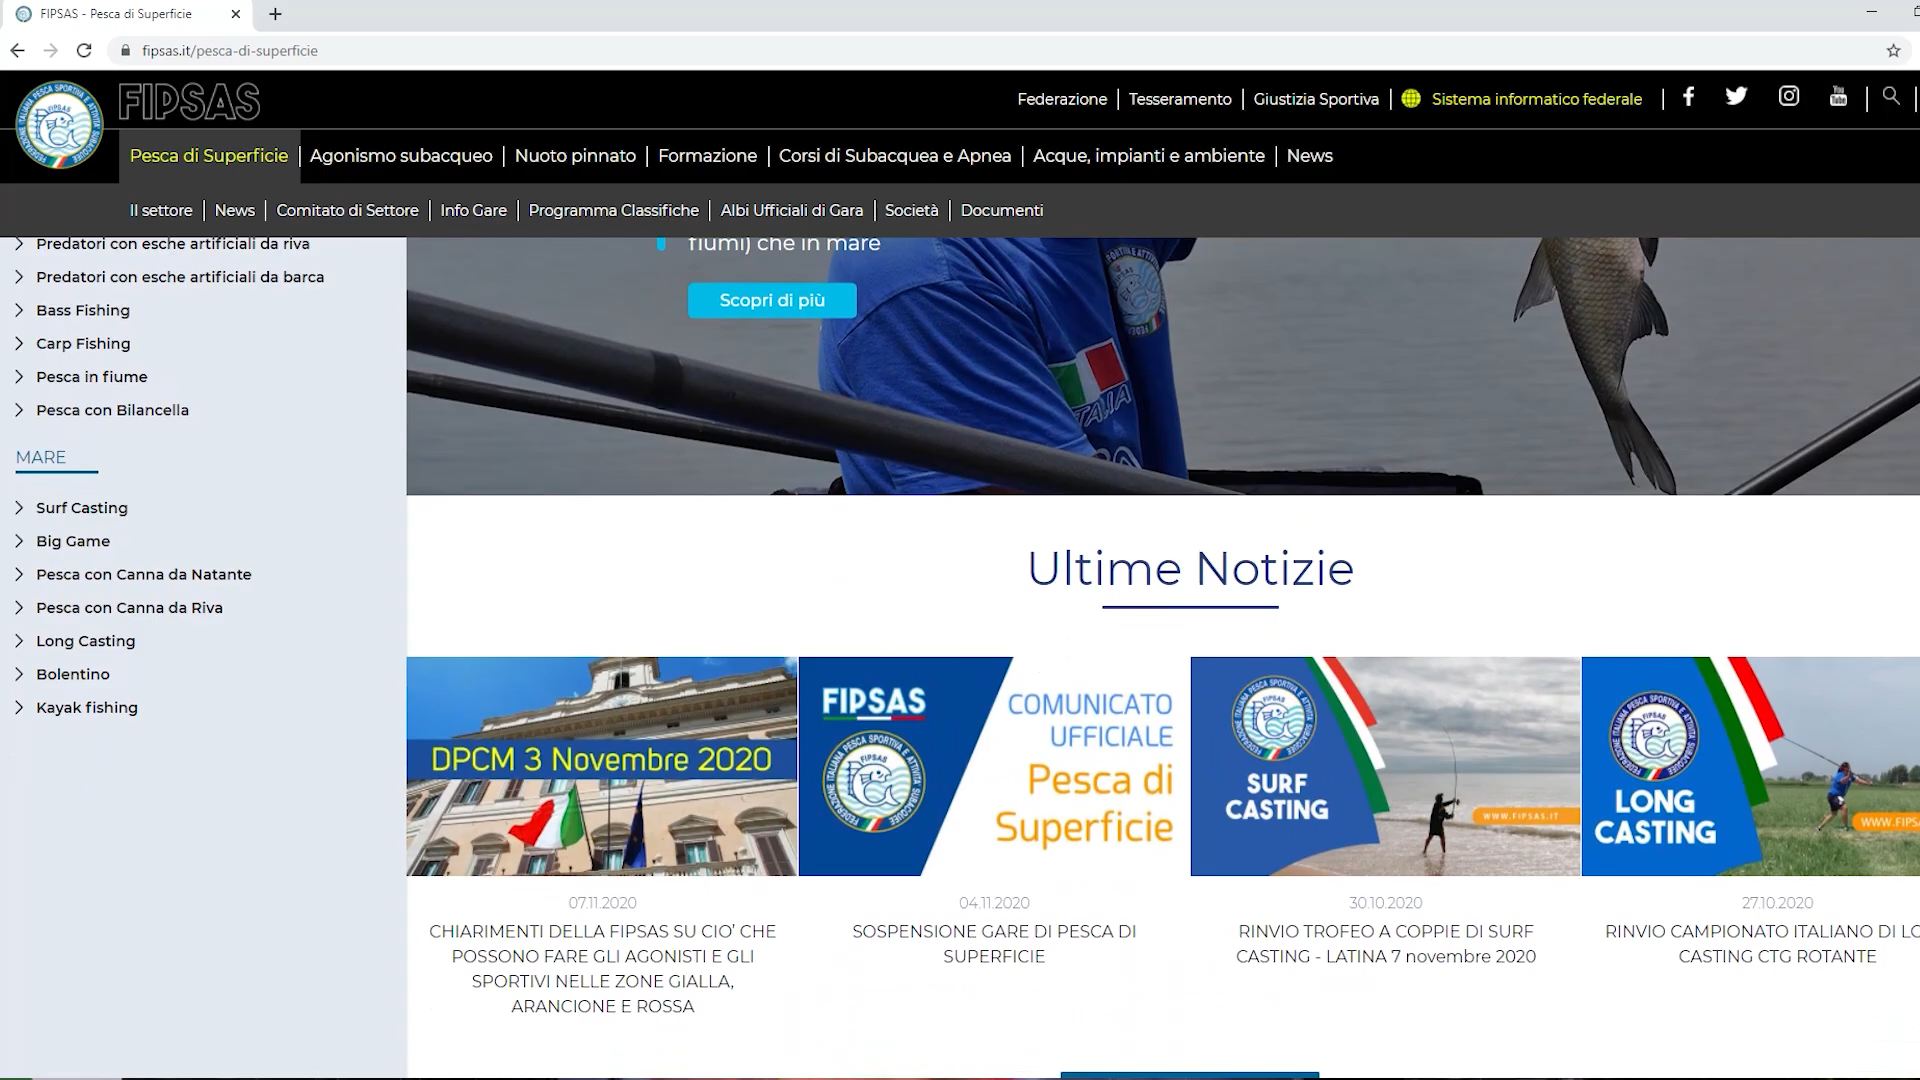 FIPSAS - Pesca di Superficie
fipsas.it/pesca-di-superficie
FIPSAS
Federazione
Tesseramento
Giustizia Sportiva
Sistema informatico federale
Pesca di Superficie
Agonismo subacqueo
Nuoto pinnato
Formazione
Corsi di Subacquea e Apnea
Acque, impianti e ambiente
News
Il settore
News
Comitato di Settore
Info Gare
Programma Classifiche
Albi Ufficiali di Gara
Società
Documenti
Predatori con esche artificiali da riva
Predatori con esche artificiali da barca
Bass Fishing
Carp Fishing
Pesca in fiume
Pesca con Bilancella
MARE
Surf Casting
Big Game
Pesca con Canna da Natante
Pesca con Canna da Riva
Long Casting
Bolentino
Kayak fishing
fiumi) che in mare
Scopri di più
Ultime Notizie
DPCM 3 Novembre 2020
07.11.2020
CHIARIMENTI DELLA FIPSAS SU CIO' CHE
POSSONO FARE GLI AGONISTI E GLI
SPORTIVI NELLE ZONE GIALLA,
ARANCIONE E ROSSA
FIPSAS
FEDERAZIONE ITALIANA PESCA SPORTIVA E ATTIVITÀ SUBACQUEE
FIPSAS
COMUNICATO
UFFICIALE
Pesca di
Superficie
04.11.2020
SOSPENSIONE GARE DI PESCA DI
SUPERFICIE
SURF
CASTING
WWW.FIPSAS.IT
30.10.2020
RINVIO TROFEO A COPPIE DI SURF
CASTING - LATINA 7 novembre 2020
LONG
CASTING
WWW.FIPS
27.10.2020
RINVIO CAMPIONATO ITALIANO DI LO
CASTING CTG ROTANTE